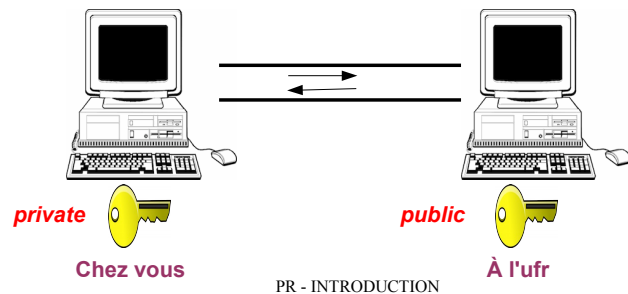 private
public
Chez vous
À l'ufr
PR - INTRODUCTION